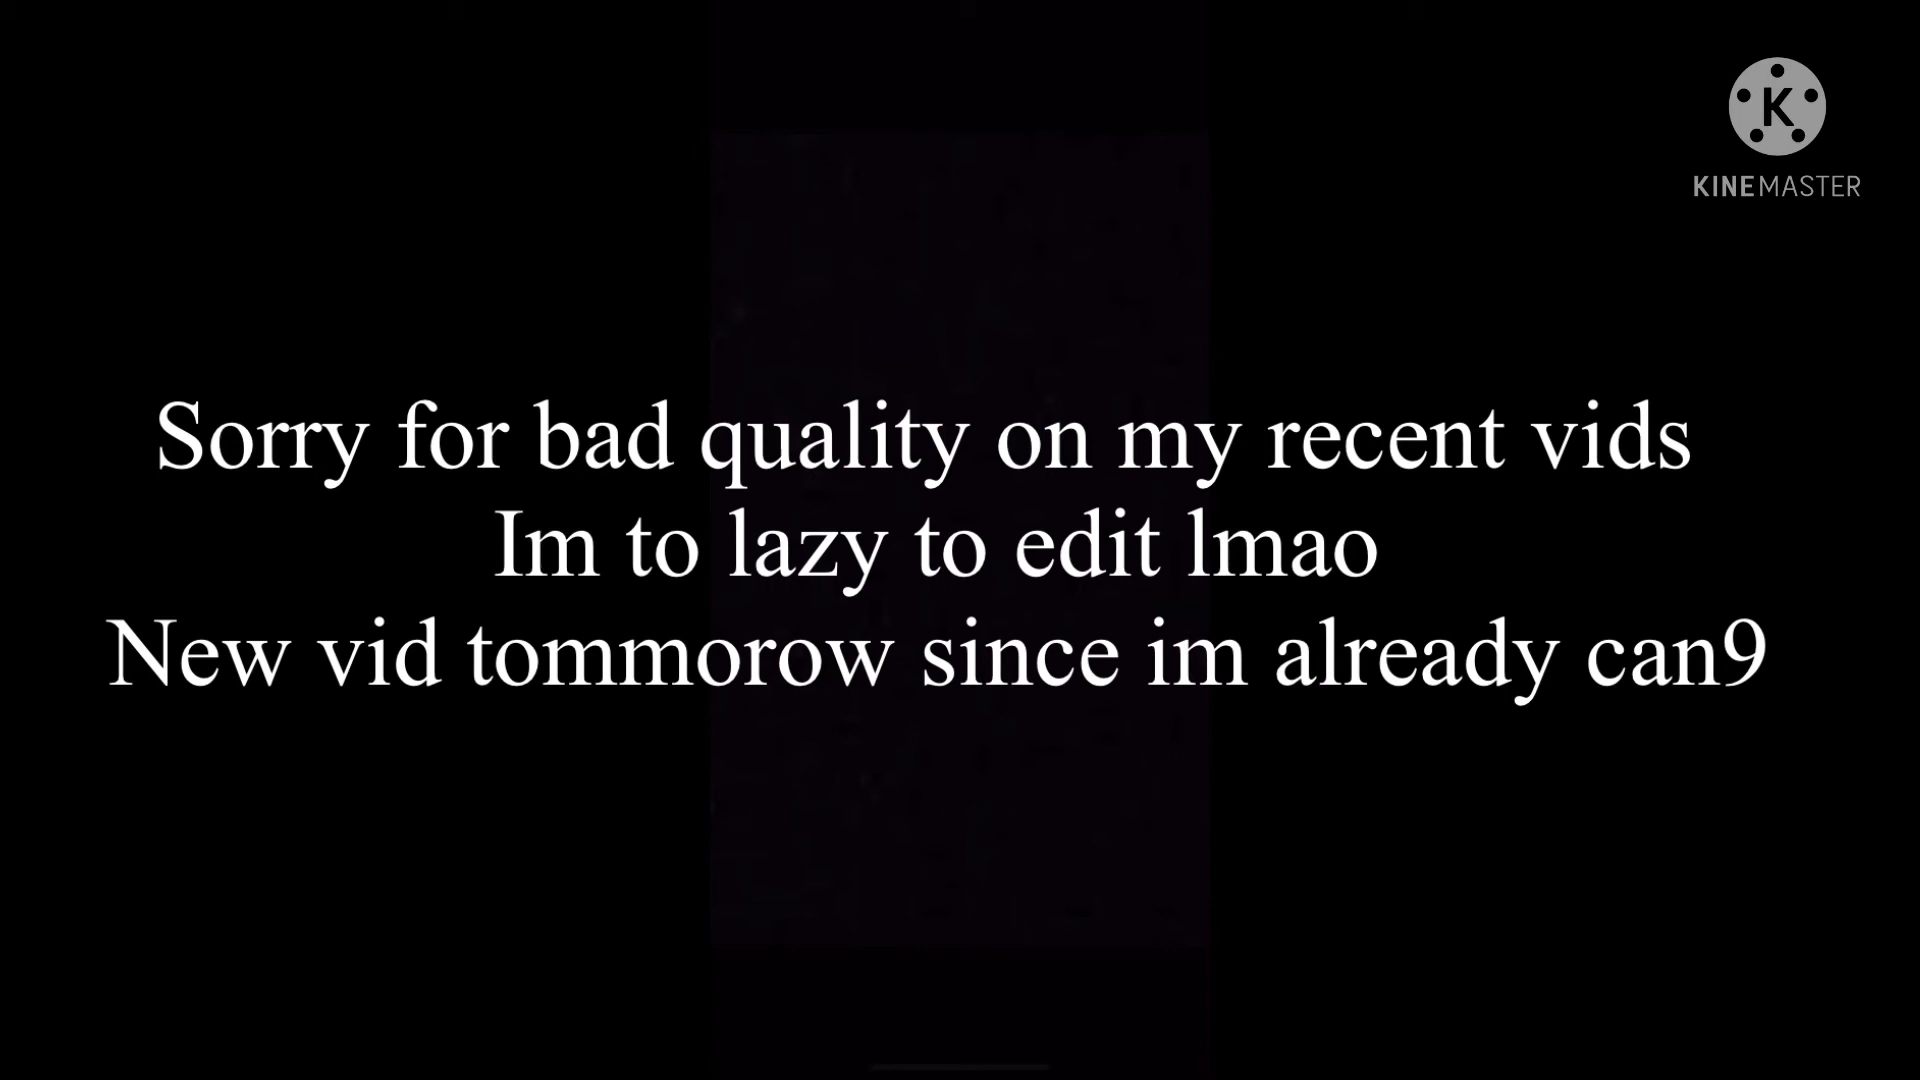 K
KINEMASTER
Sorry for bad quality on my recent vids
Im to lazy to edit lmao
New vid tommorow since im already can9